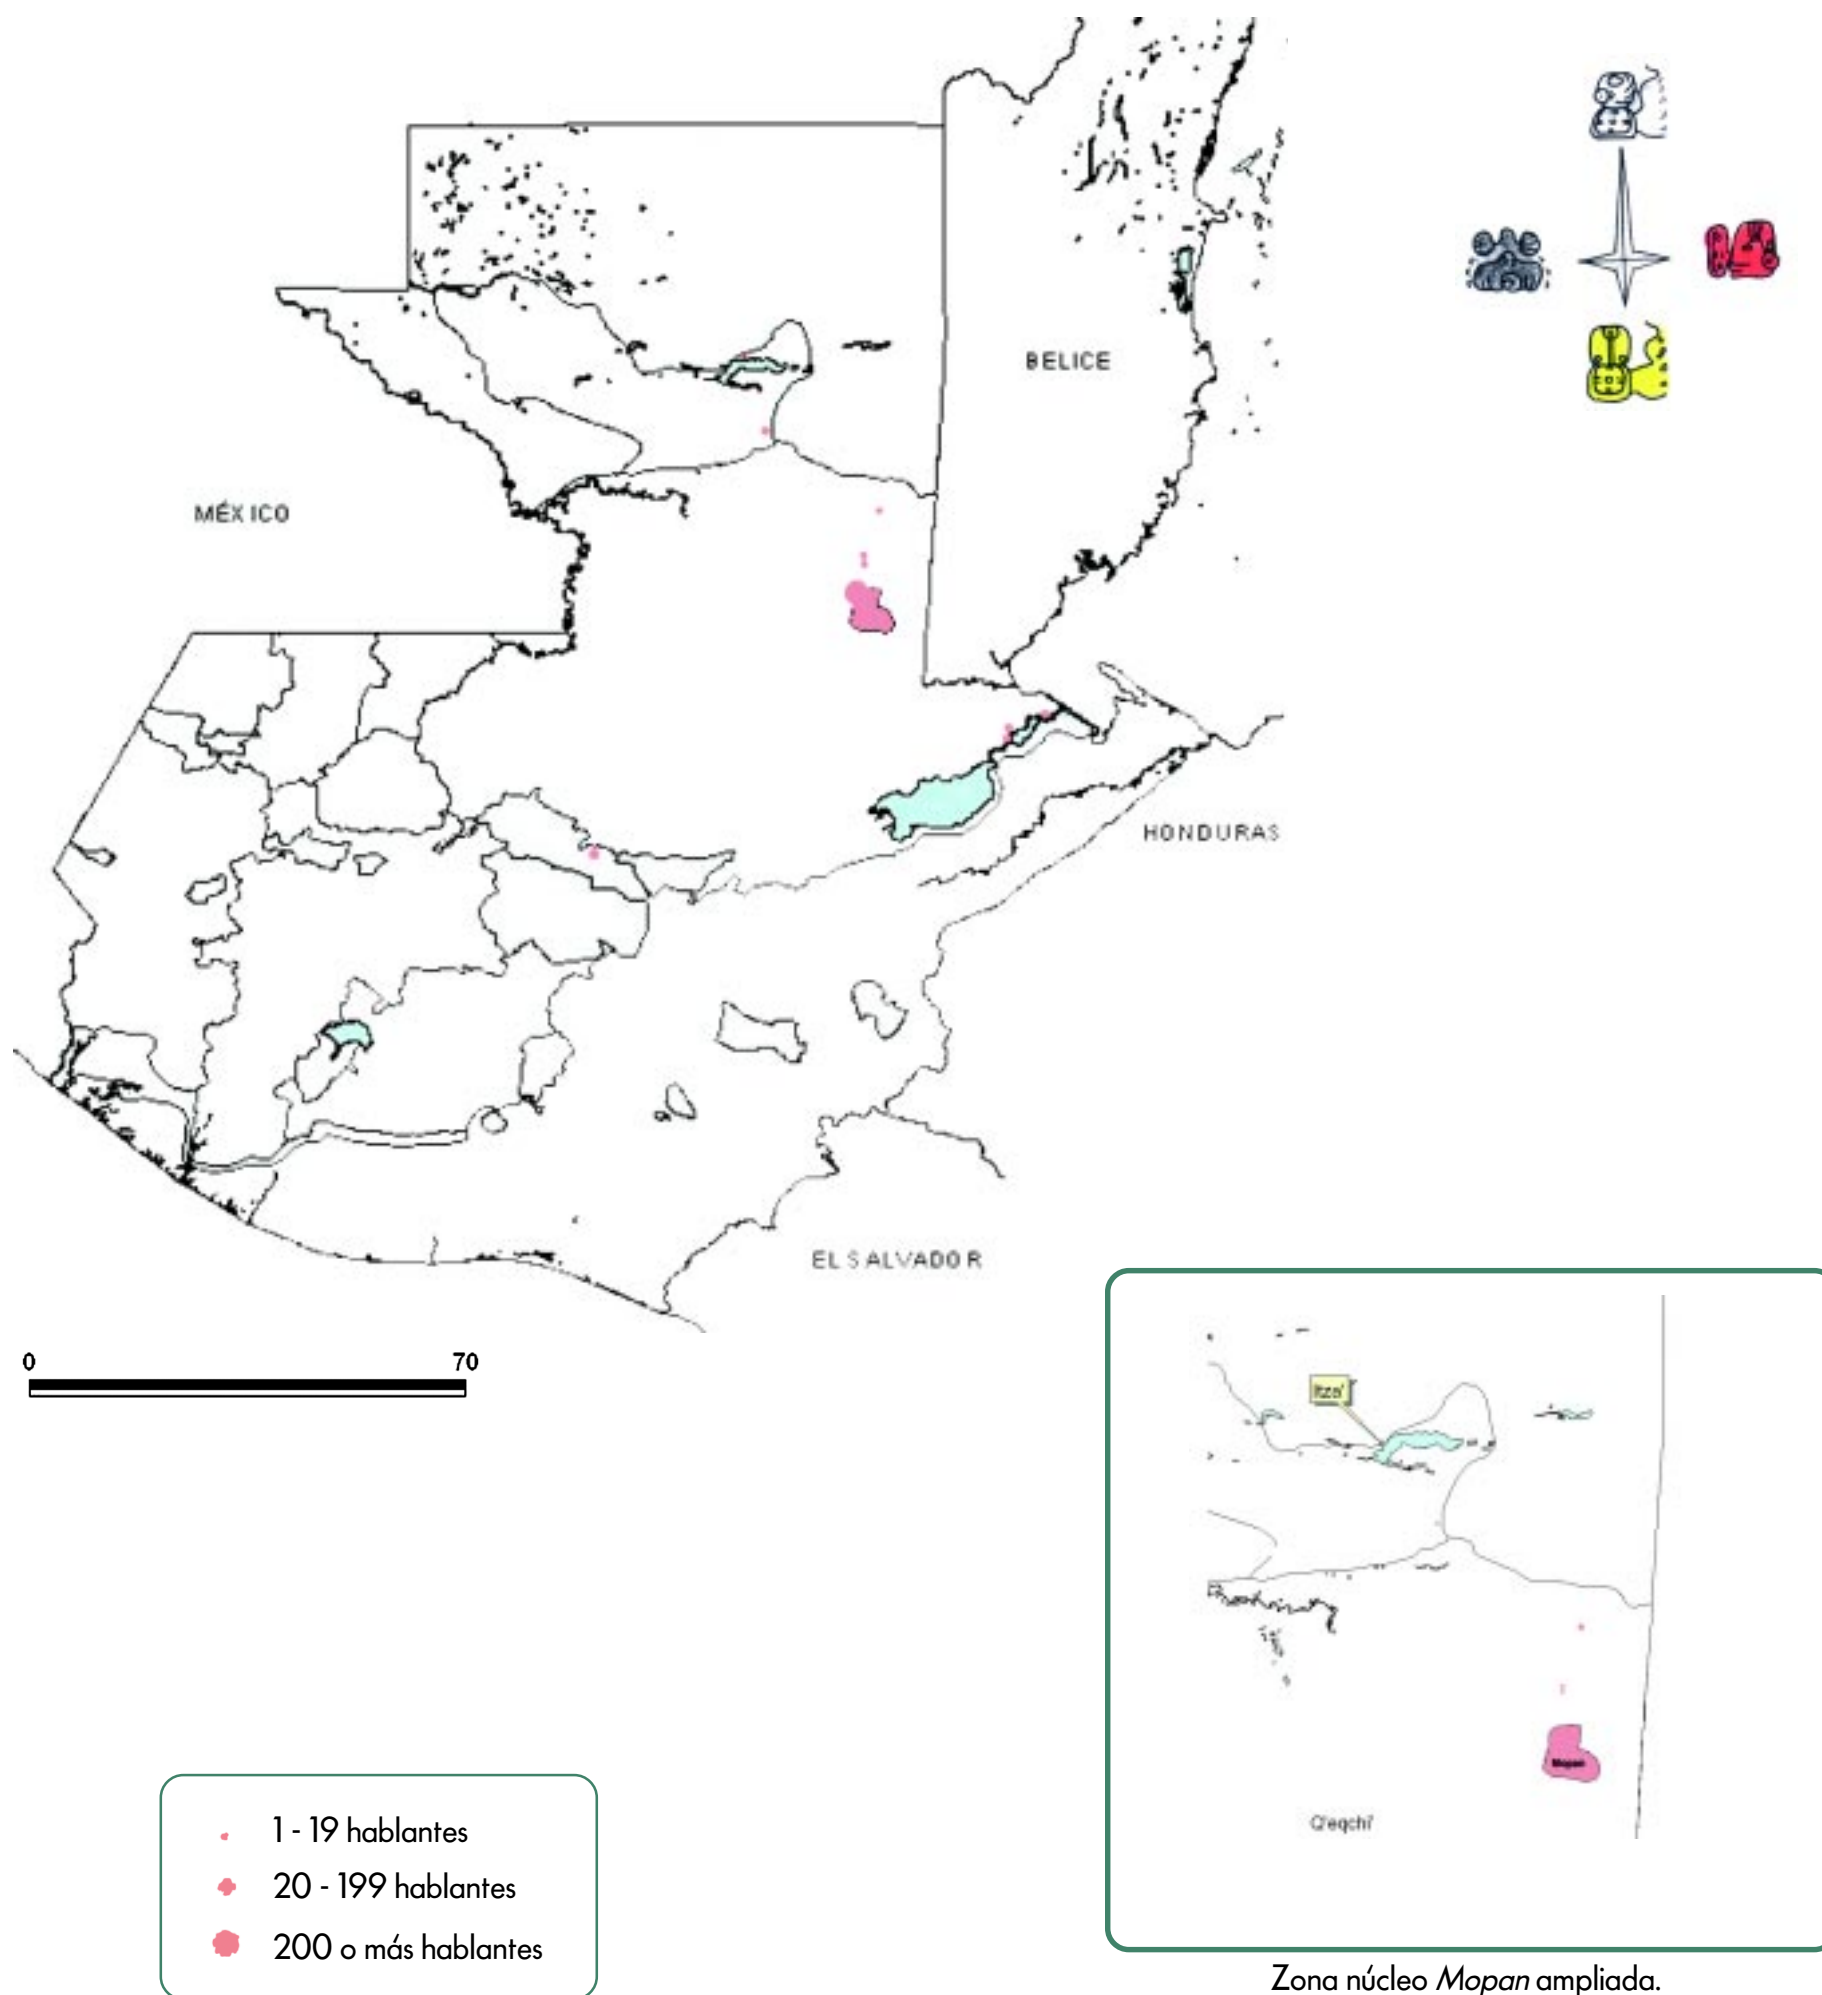 BELICE
MÉXICO
HONDURAS
EL SALVADOR
0 70
Itza'
Mopan
Q'eqchi'
1 - 19 hablantes
20 - 199 hablantes
200 o más hablantes
Zona núcleo Mopan ampliada.